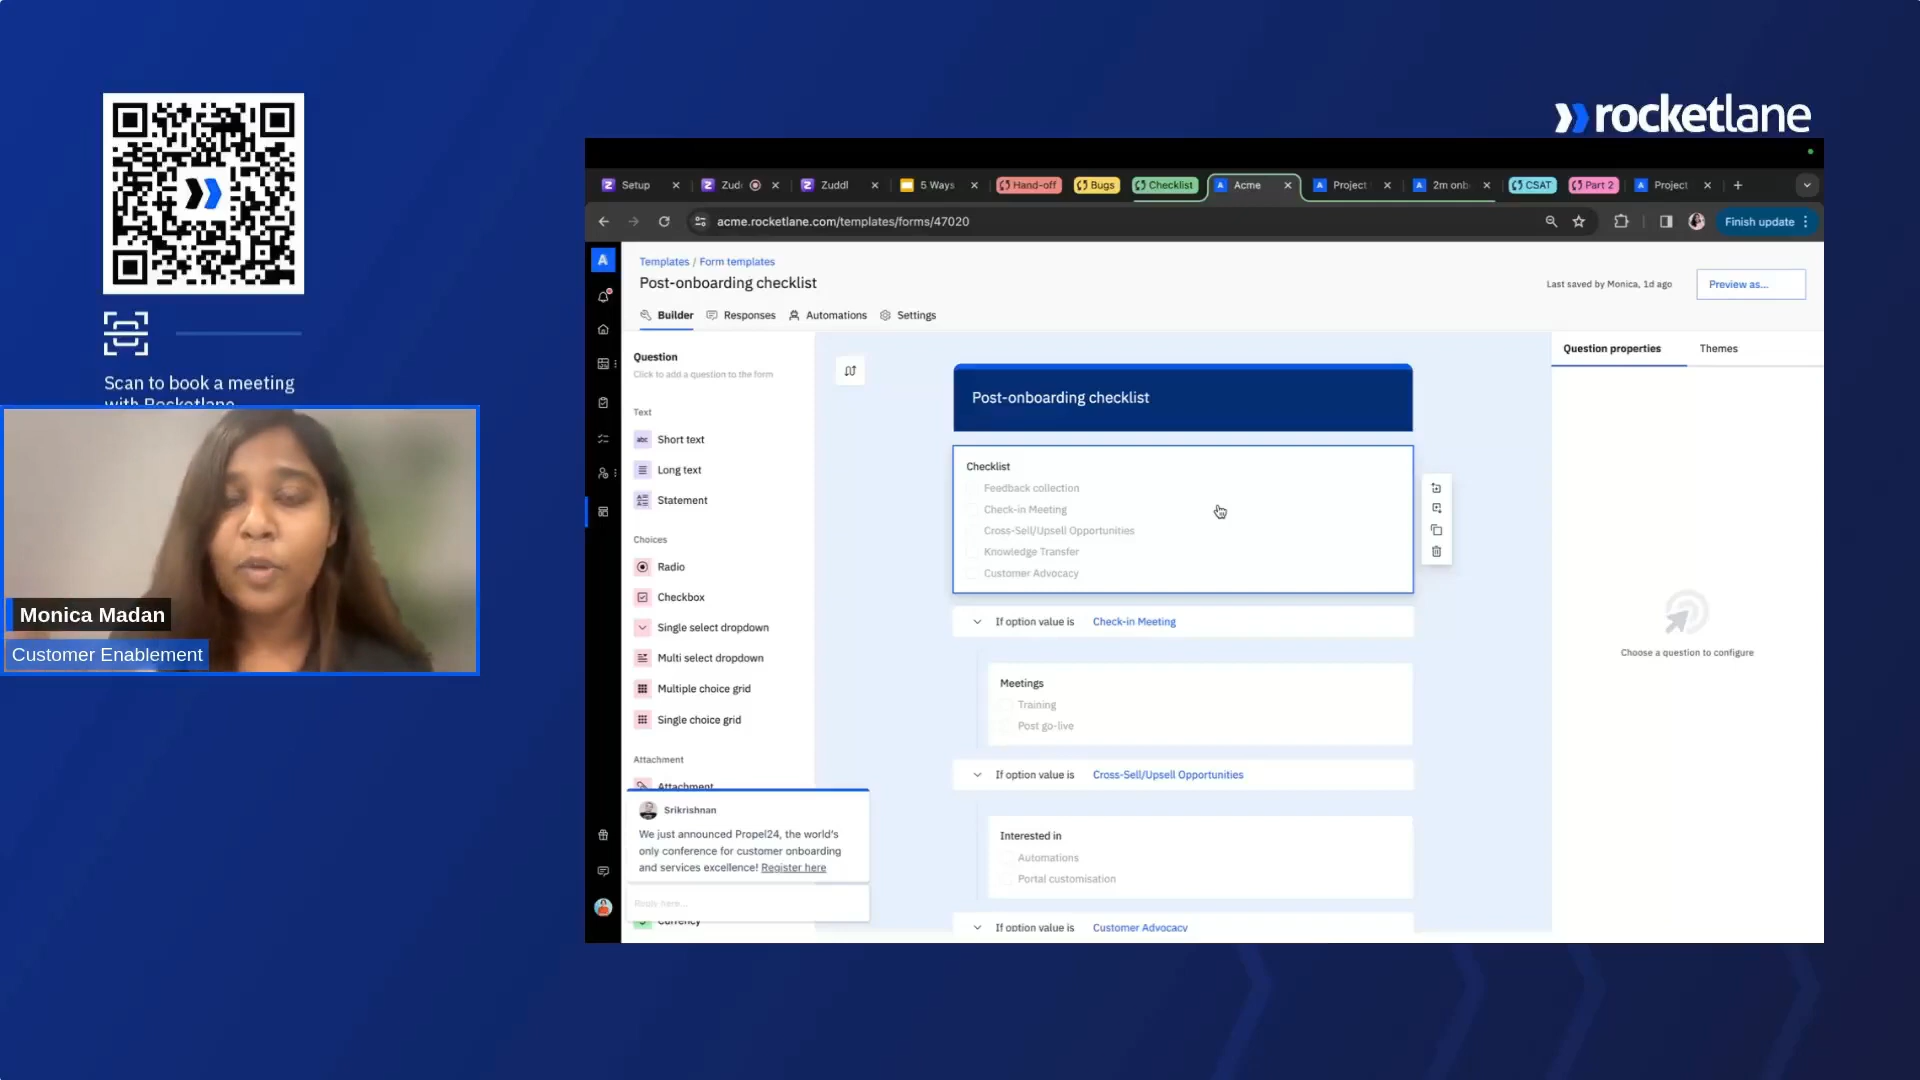 Scan to book a meeting
with Rocketlane
Monica Madan
Customer Enablement
rocketlane
Setup
Zud
Zuddl
5 Ways
Hand-off
Bugs
Checklist
Acme
Project
2m onb
CSAT
Part 2
Project
acme.rocketlane.com/templates/forms/47020
Finish update
A
Templates / Form templates
Post-onboarding checklist
Last saved by Monica, 1d ago
Preview as...
Builder
Responses
Automations
Settings
Question
Click to add a question to the form
Text
Short text
Long text
Statement
Choices
Radio
Checkbox
Single select dropdown
Multi select dropdown
Multiple choice grid
Single choice grid
Attachment
Attachment
Srikrishnan
We just announced Propel24, the world's
only conference for customer onboarding
and services excellence! Register here
Reply here...
Currency
Post-onboarding checklist
Checklist
Feedback collection
Check-in Meeting
Cross-Sell/Upsell Opportunities
Knowledge Transfer
Customer Advocacy
If option value is Check-in Meeting
Meetings
Training
Post go-live
If option value is Cross-Sell/Upsell Opportunities
Interested in
Automations
Portal customisation
If option value is Customer Advocacy
Question properties
Themes
Choose a question to configure